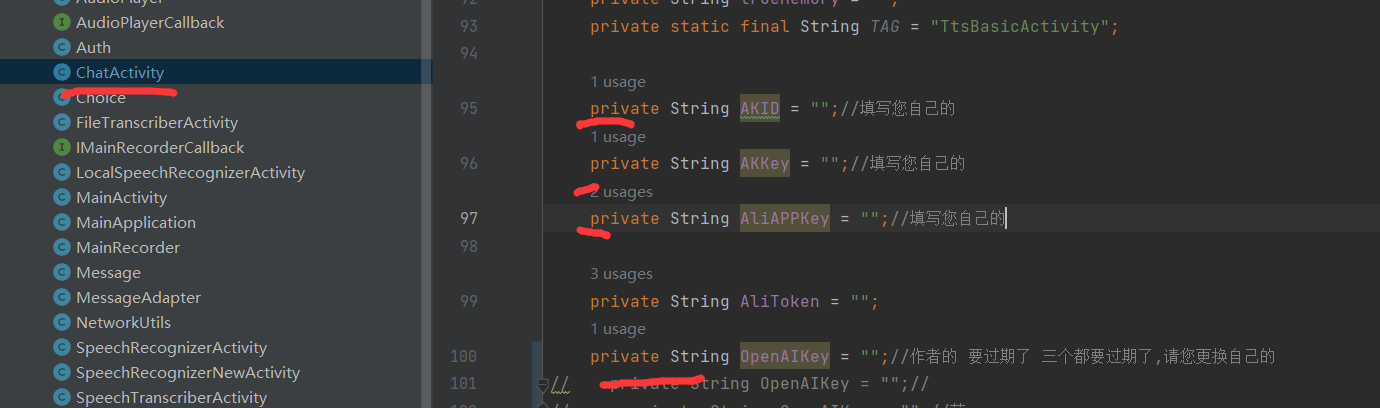 AudioPlayer
AudioPlayerCallback
Auth
ChatActivity
Choice
FileTranscriberActivity
IMainRecorderCallback
LocalSpeechRecognizerActivity
MainActivity
MainApplication
MainRecorder
Message
MessageAdapter
NetworkUtils
SpeechRecognizerActivity
SpeechRecognizerNewActivity
SpeechTranscriberActivity
93 private static final String TAG = "TtsBasicActivity";
94
1 usage
95 private String AKID = "";//填写您自己的
1 usage
96 private String AKKey = "";//填写您自己的
2 usages
97 private String AliAPPKey = "";//填写您自己的
98
3 usages
99 private String AliToken = "";
1 usage
100 private String OpenAIKey = "";//作者的 要过期了 三个都要过期了,请您更换自己的
101 // private String OpenAIKey = "";//